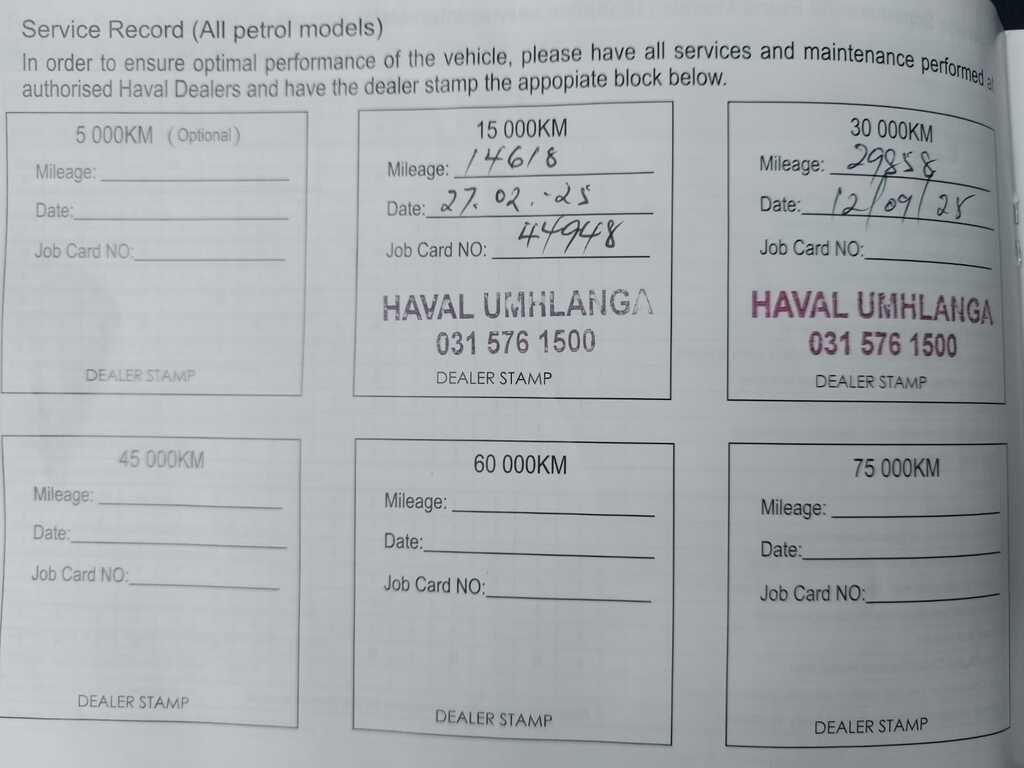 Service Record (All petrol models)
In order to ensure optimal performance of the vehicle, please have all services and maintenance performed at
authorised Haval Dealers and have the dealer stamp the appopiate block below.
5 000KM (Optional)
Mileage:
Date:
Job Card NO:
DEALER STAMP
15 000KM
Mileage: 14618
Date: 27.02.-25
Job Card NO: 44948
HAVAL UMHLANGA
031 576 1500
DEALER STAMP
30 000KM
Mileage: 29858
Date: 12/09/25
Job Card NO:
HAVAL UMHLANGA
031 576 1500
DEALER STAMP
45 000KM
Mileage:
Date:
Job Card NO:
DEALER STAMP
60 000KM
Mileage:
Date:
Job Card NO:
DEALER STAMP
75 000KM
Mileage:
Date:
Job Card NO:
DEALER STAMP